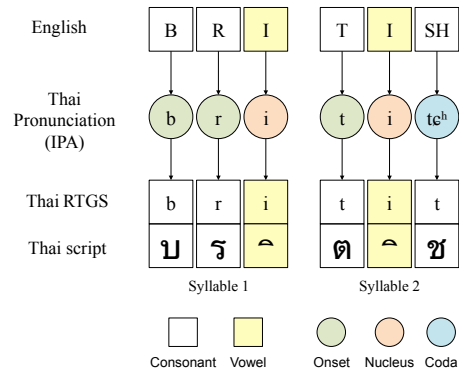 English B R I T I SH
Thai Pronunciation (IPA) b r i t i tɕʰ
Thai RTGS b r i t i t
Thai script บ ร ิ ต ิ ช
Syllable 1 Syllable 2
Consonant Vowel Onset Nucleus Coda